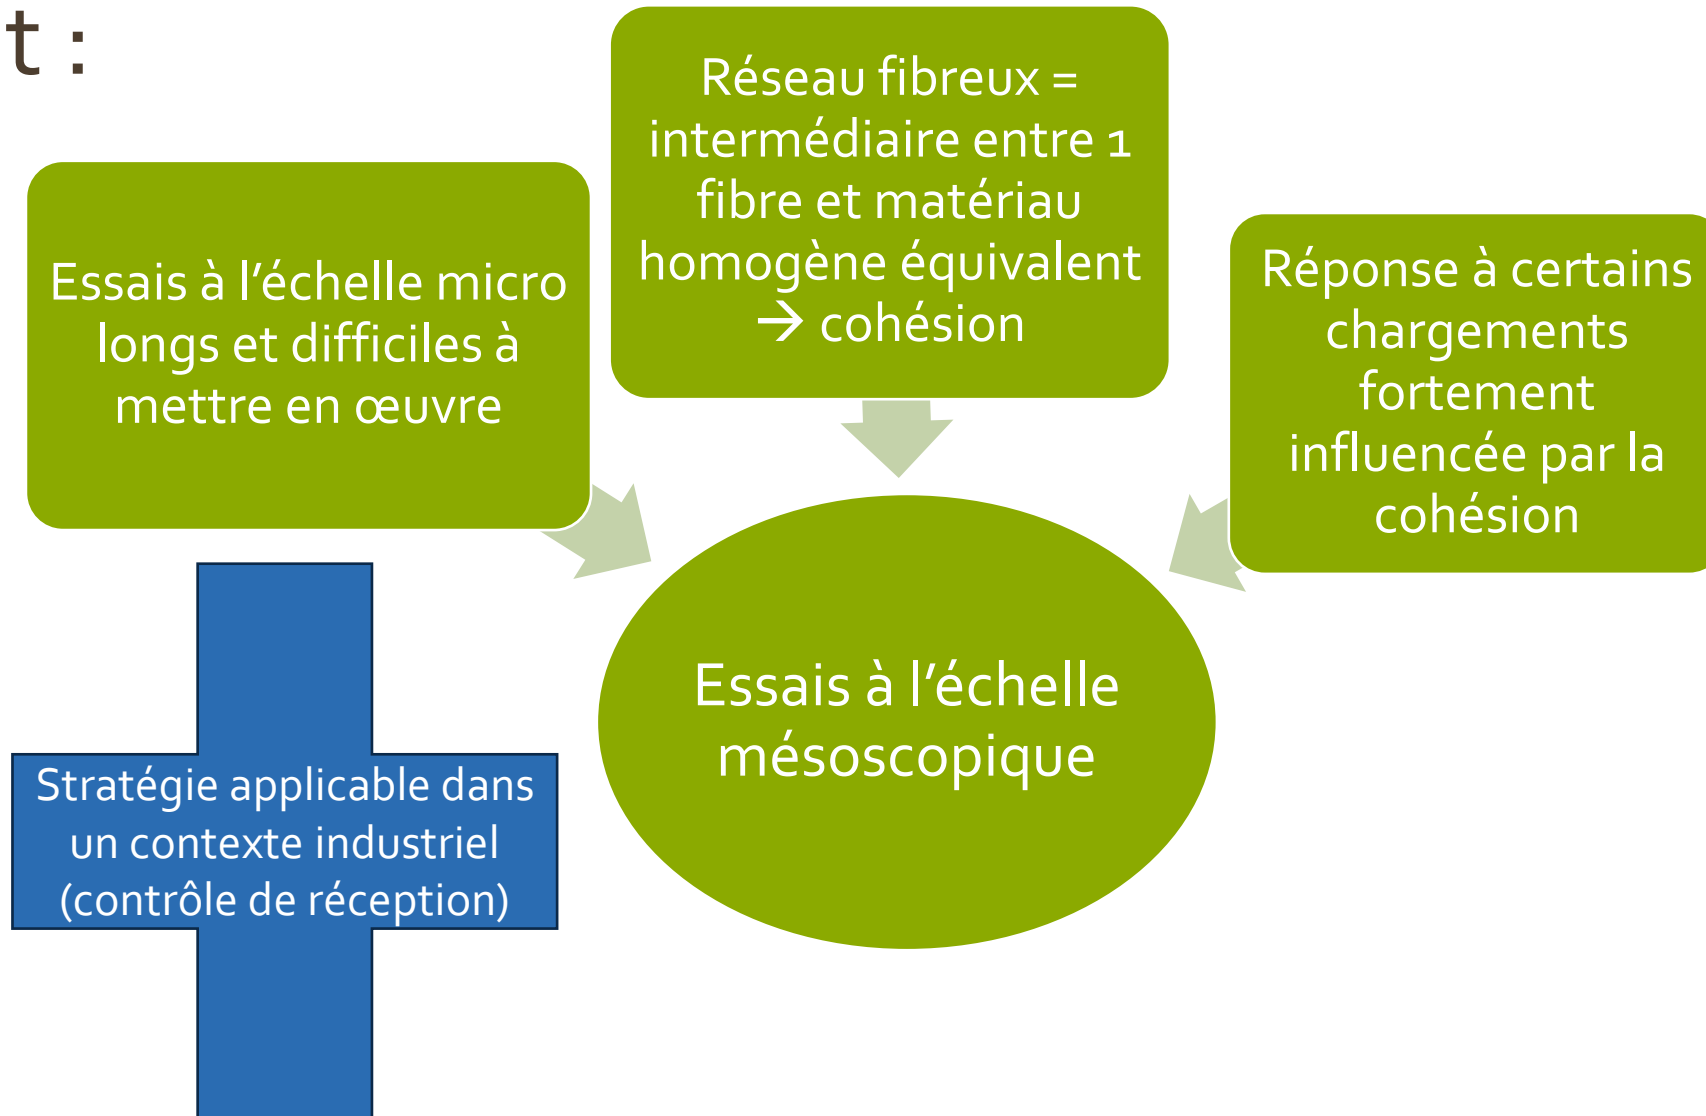 t :
Essais à l’échelle micro
longs et difficiles à
mettre en œuvre
Réseau fibreux =
intermédiaire entre 1
fibre et matériau
homogène équivalent
→ cohésion
Réponse à certains
chargements
fortement
influencée par la
cohésion
Essais à l’échelle
mésoscopique
Stratégie applicable dans
un contexte industriel
(contrôle de réception)